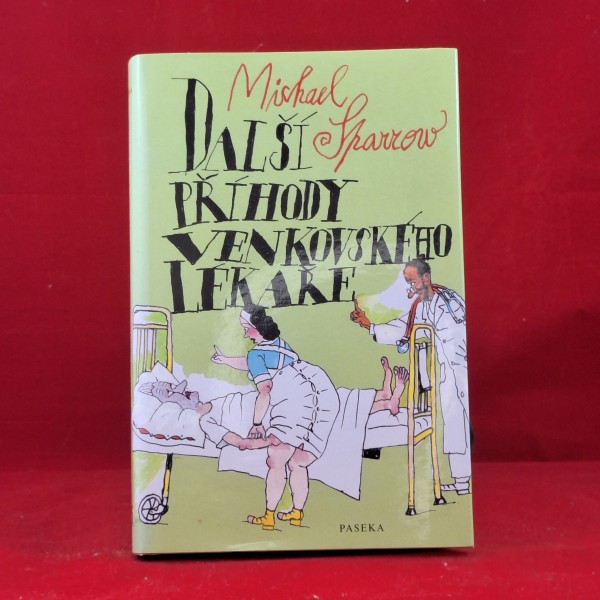 Michael
Sparrow
DALŠÍ
PŘÍHODY
VENKOVSKÉHO
LÉKAŘE
PASEKA